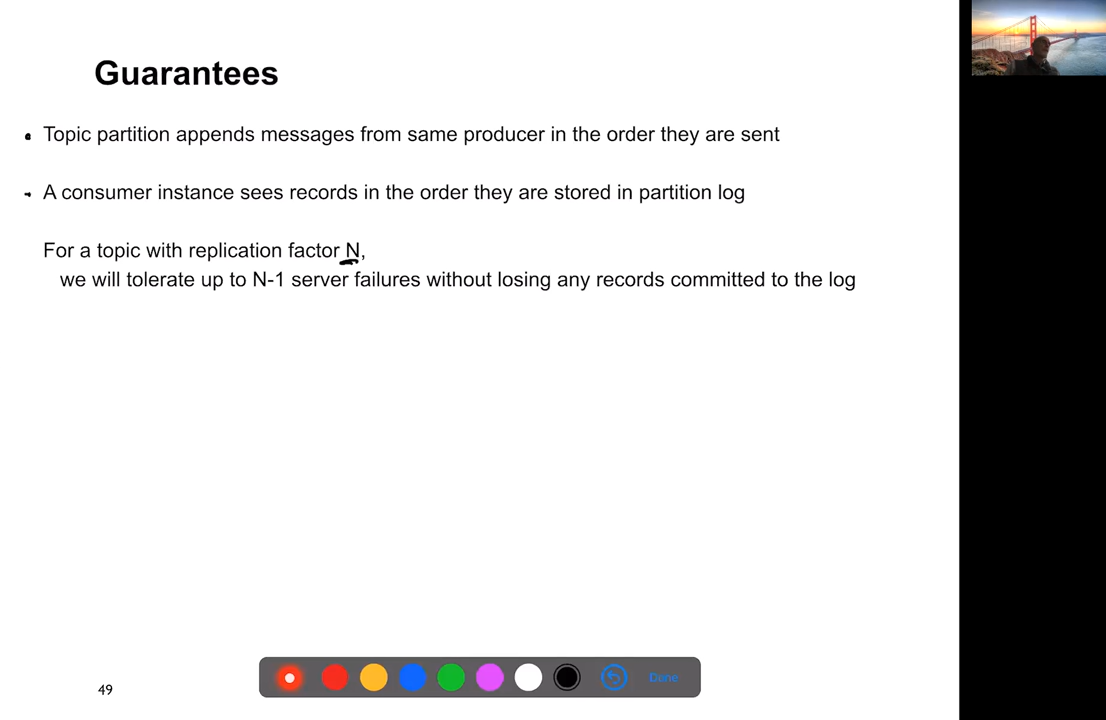 Guarantees
Topic partition appends messages from same producer in the order they are sent
A consumer instance sees records in the order they are stored in partition log
For a topic with replication factor N,
we will tolerate up to N-1 server failures without losing any records committed to the log
Done
49